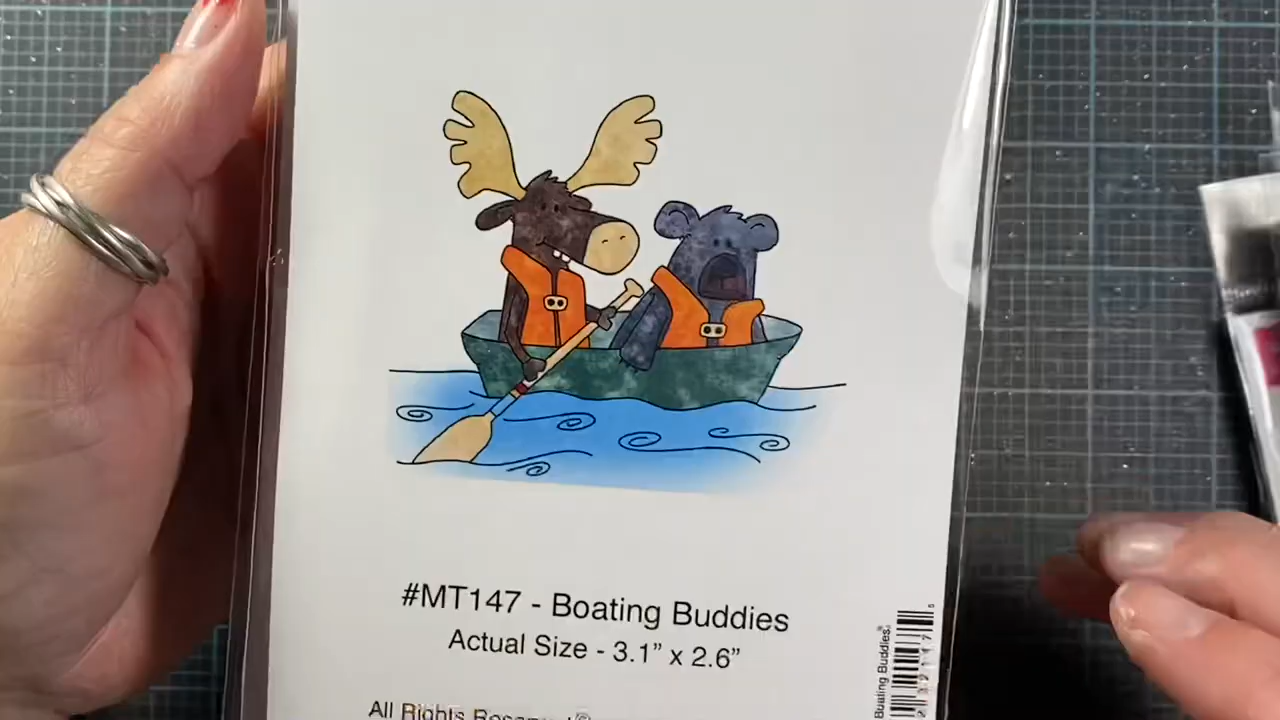 #MT147 - Boating Buddies
Actual Size - 3.1” x 2.6”
All Rights Reserved®
Boating Buddies®